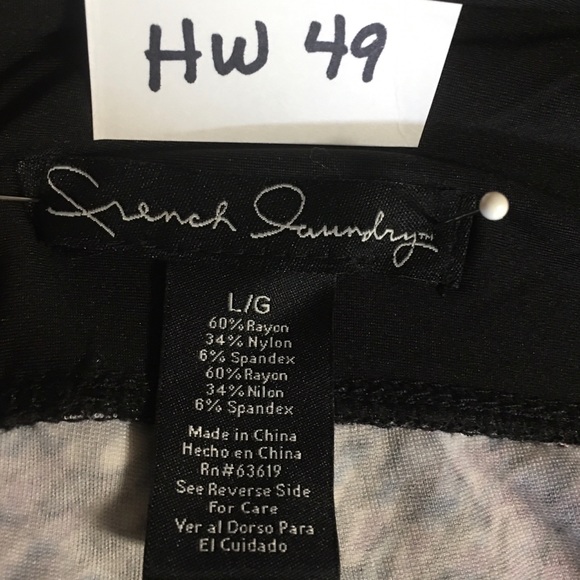 HW 49
French Laundry™
L/G
60% Rayon
34% Nylon
6% Spandex
60% Rayon
34% Nilon
6% Spandex
Made in China
Hecho en China
Rn#63619
See Reverse Side
For Care
Ver al Dorso Para
El Cuidado